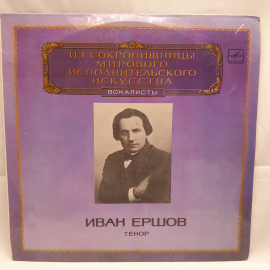 ИЗ СОКРОВИЩНИЦЫ
МИРОВОГО
ИСПОЛНИТЕЛЬСКОГО
ИСКУССТВА
ВОКАЛИСТЫ
ИВАН ЕРШОВ
ТЕНОР